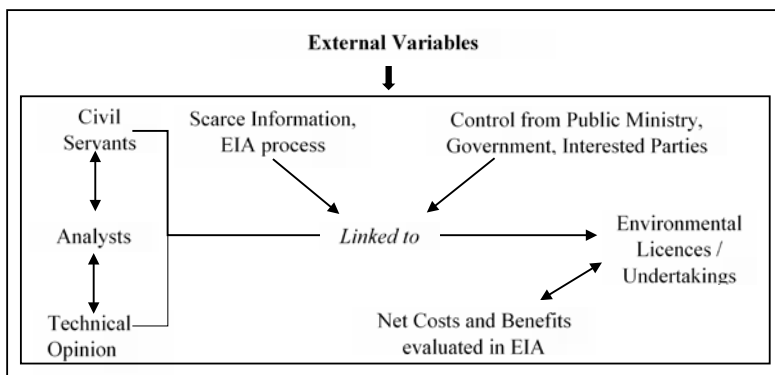 External Variables
Civil
Servants
Scarce Information,
EIA process
Control from Public Ministry,
Government, Interested Parties
Analysts
Linked to
Environmental
Licences /
Undertakings
Technical
Opinion
Net Costs and Benefits
evaluated in EIA